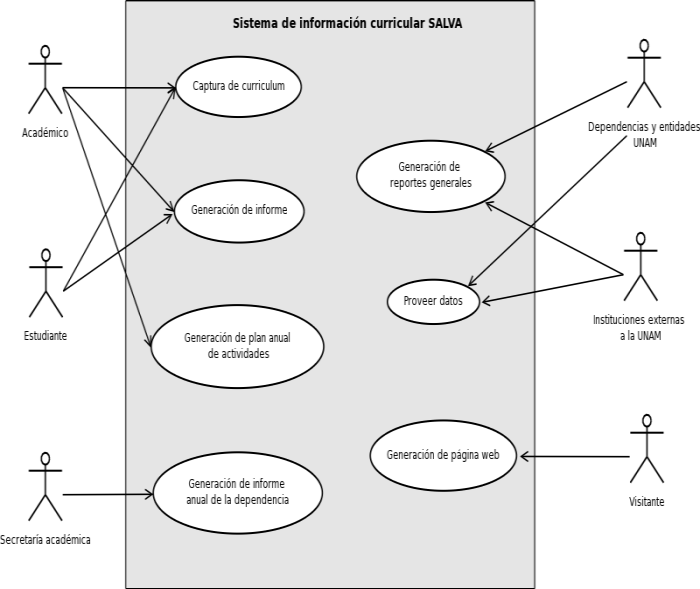 Sistema de información curricular SALVA
Captura de curriculum
Académico
Dependencias y entidades
UNAM
Generación de
reportes generales
Generación de informe
Proveer datos
Instituciones externas
a la UNAM
Estudiante
Generación de plan anual
de actividades
Generación de página web
Visitante
Generación de informe
anual de la dependencia
Secretaría académica